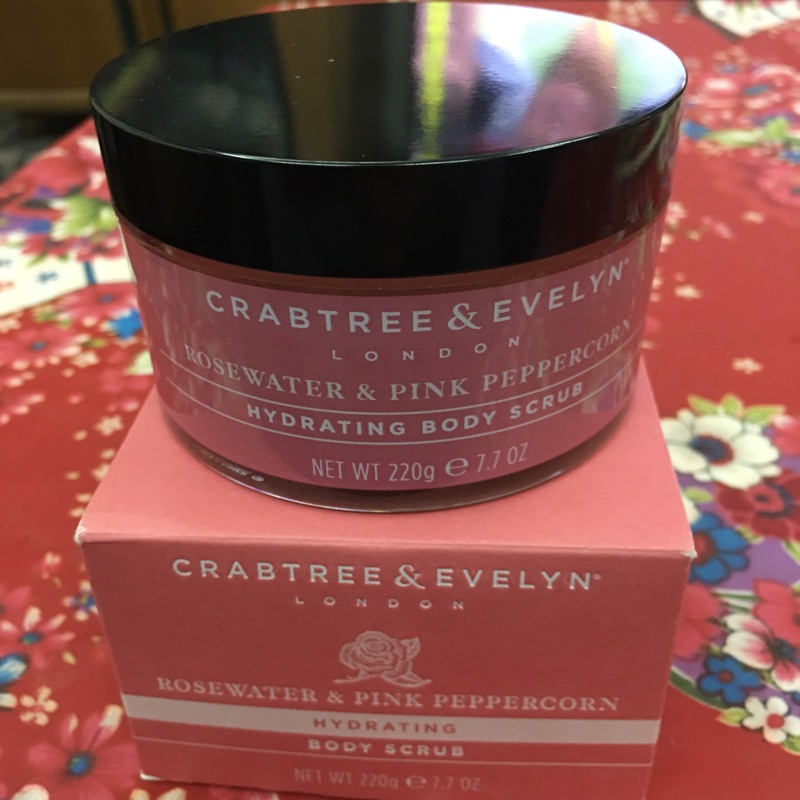 CRABTREE & EVELYN®
LONDON
ROSEWATER & PINK PEPPERCORN
HYDRATING BODY SCRUB
NET WT 220g ℮ 7.7 OZ
CRABTREE & EVELYN®
LONDON
ROSEWATER & PINK PEPPERCORN
HYDRATING
BODY SCRUB
NET WT 220g ℮ 7.7 OZ